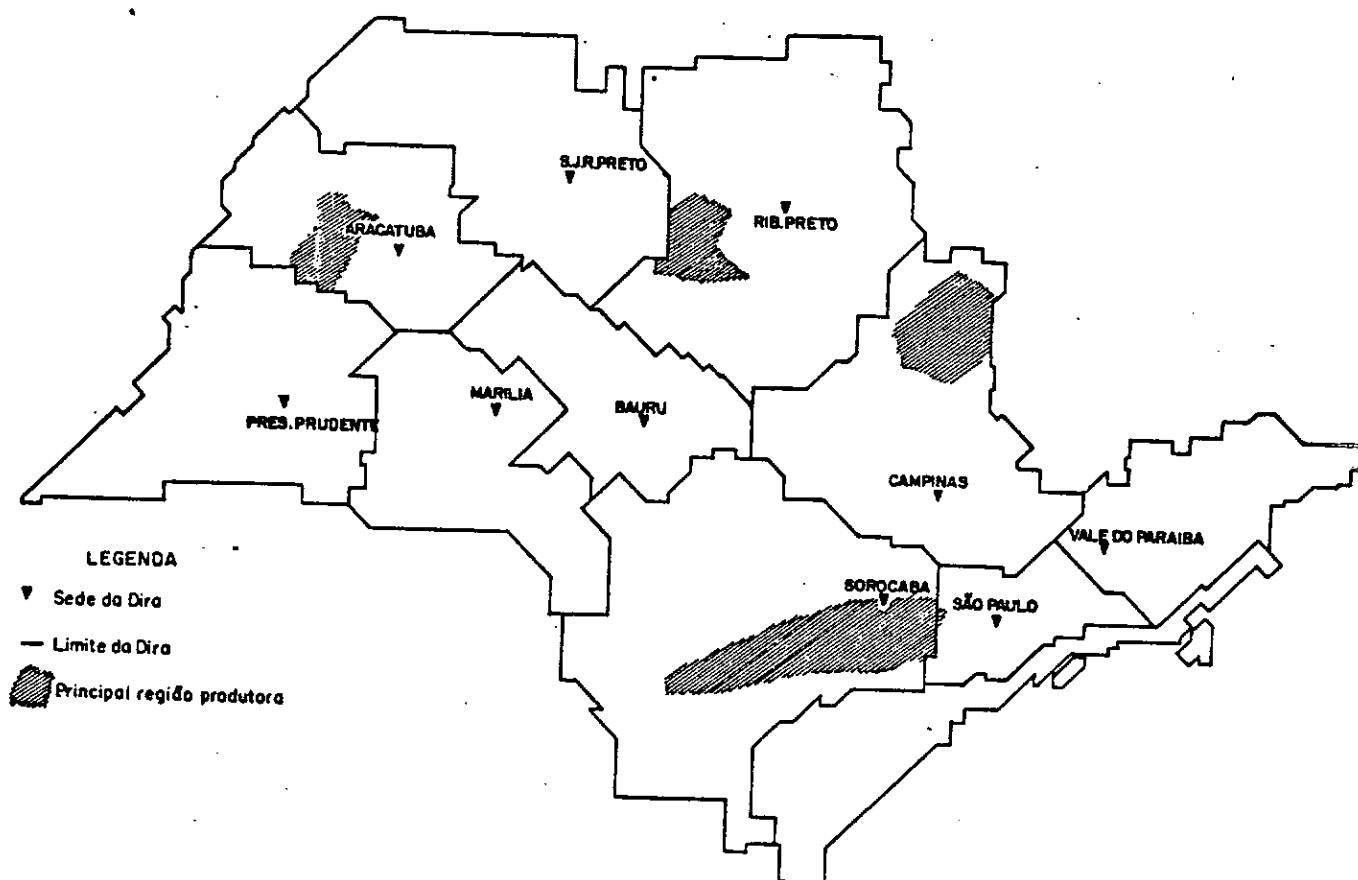 S.J.R.PRETO
RIB.PRETO
ARACATUBA
MARILIA
BAURU
PRES.PRUDENTE
CAMPINAS
VALE DO PARAIBA
SOROCABA
SÃO PAULO
LEGENDA
Sede da Dira
Limite da Dira
Principal região produtora